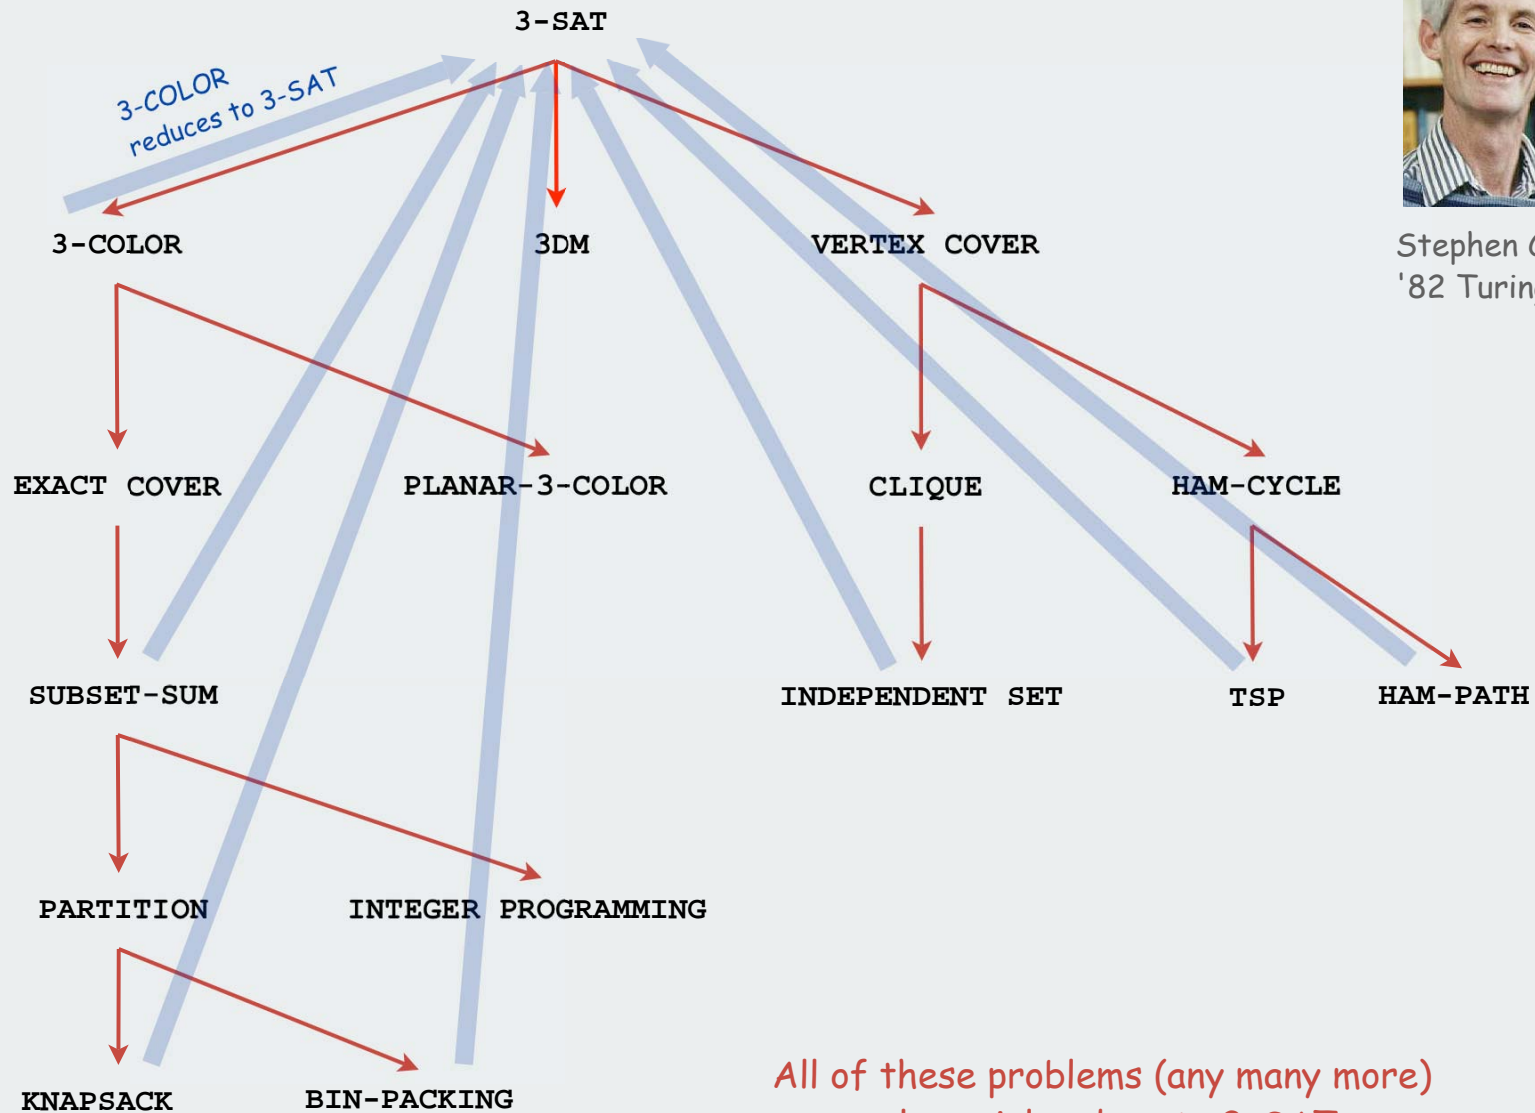 3-SAT
3-COLOR
reduces to 3-SAT
3-COLOR
3DM
VERTEX COVER
Stephen
'82
EXACT COVER
PLANAR-3-COLOR
CLIQUE
HAM-CYCLE
SUBSET-SUM
INDEPENDENT SET
TSP
HAM-PATH
PARTITION
INTEGER PROGRAMMING
KNAPSACK
BIN-PACKING
All of these problems (any many more)